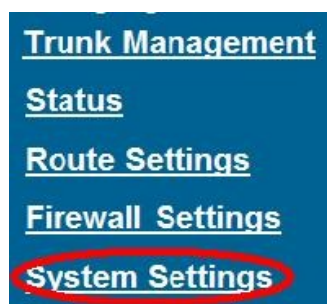 Trunk Management
Status
Route Settings
Firewall Settings
System Settings